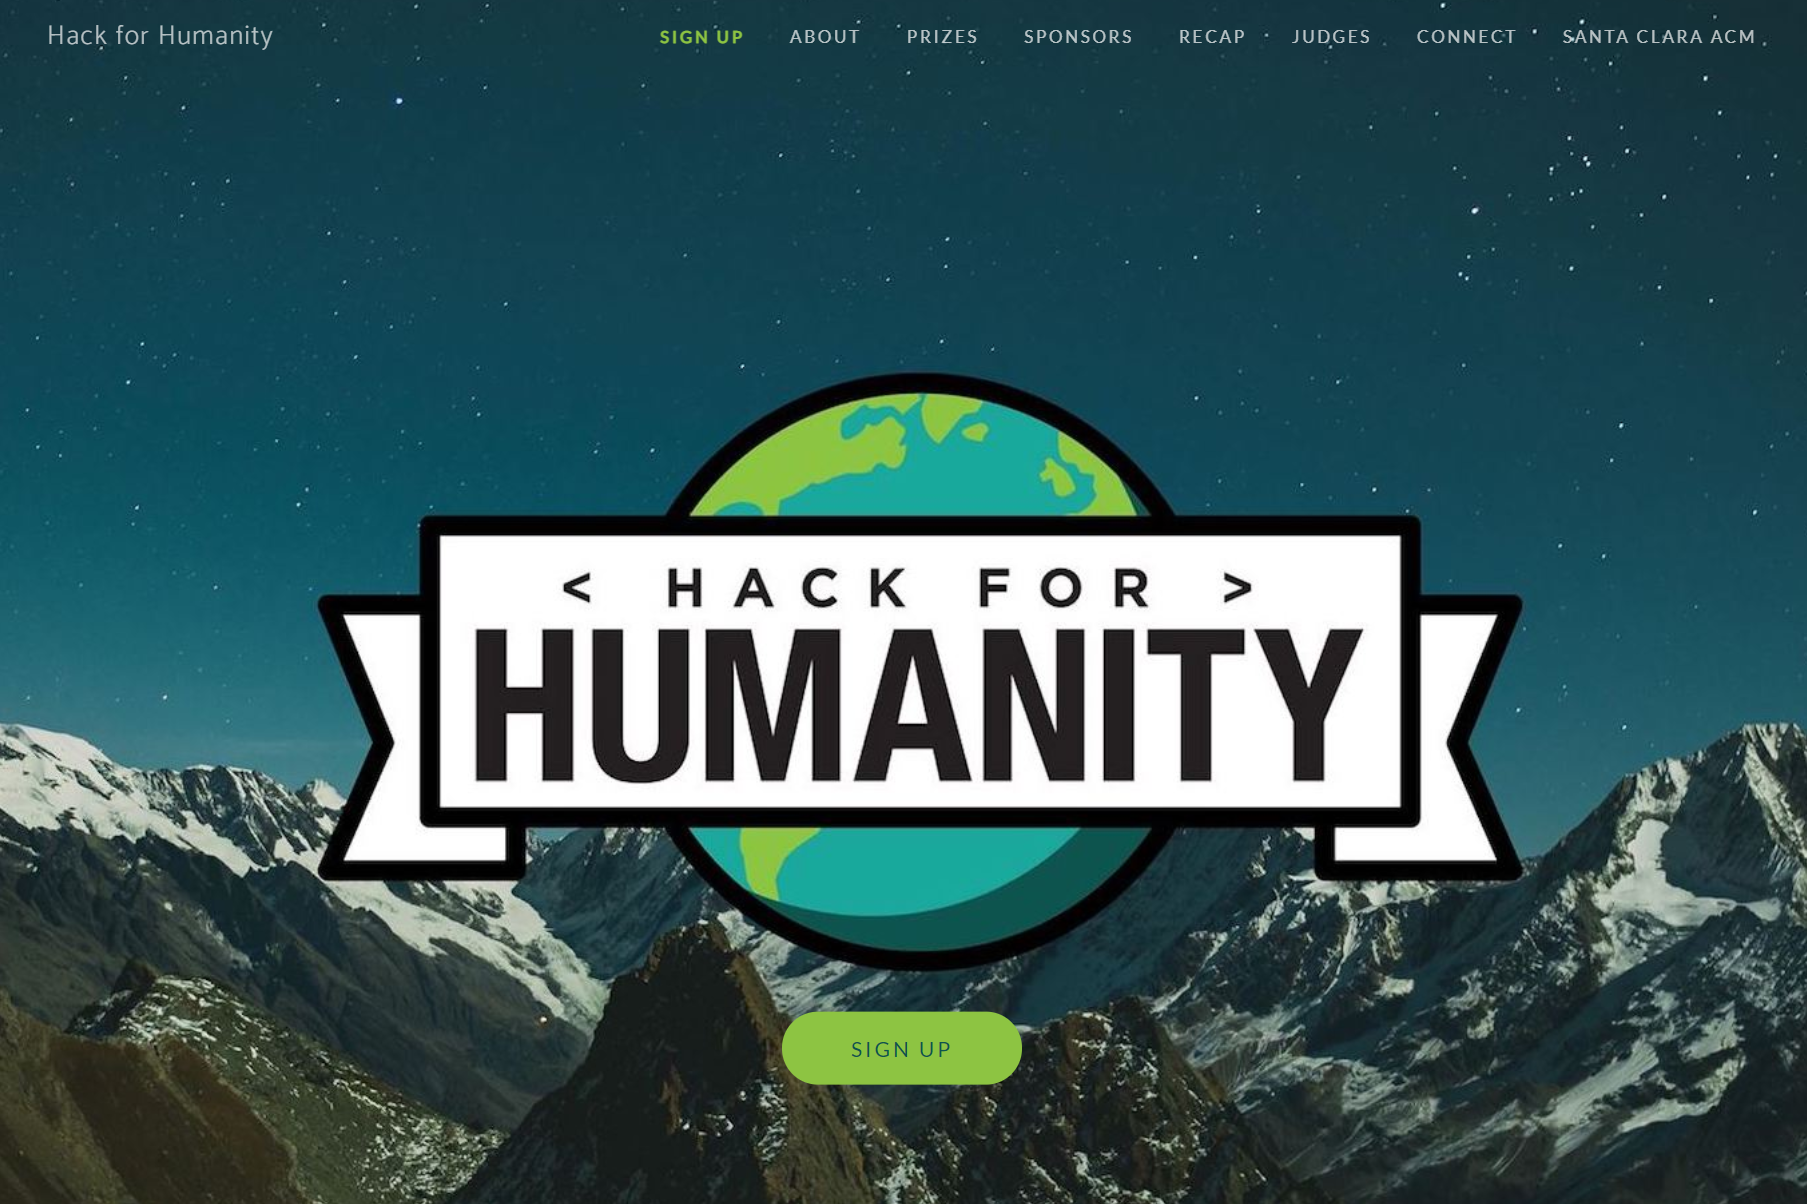 Hack for Humanity
SIGN UP ABOUT PRIZES SPONSORS RECAP JUDGES CONNECT SANTA CLARA ACM
< HACK FOR >
HUMANITY
SIGN UP